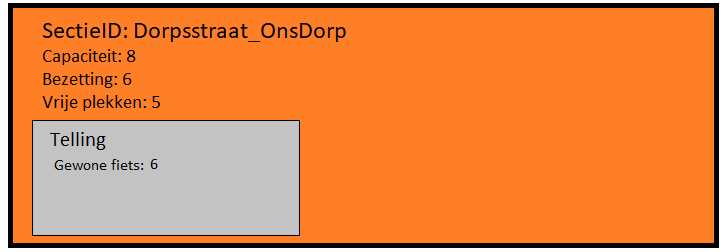 SectieID: Dorpsstraat_OnsDorp
Capaciteit: 8
Bezetting: 6
Vrije plekken: 5
Telling
Gewone fiets: 6